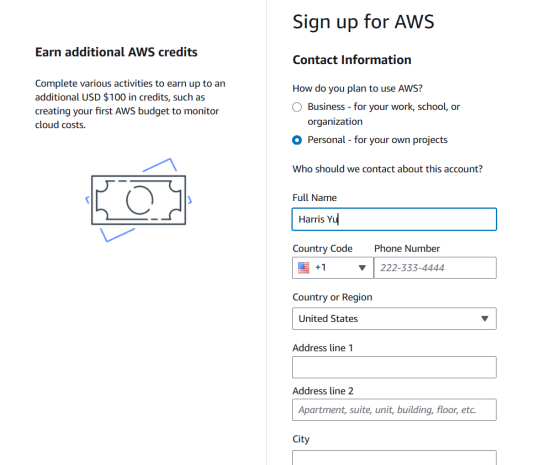 Earn additional AWS credits
Complete various activities to earn up to an
additional USD $100 in credits, such as
creating your first AWS budget to monitor
cloud costs.
Sign up for AWS
Contact Information
How do you plan to use AWS?
Business - for your work, school, or
organization
Personal - for your own projects
Who should we contact about this account?
Full Name
Harris Yu
Country Code Phone Number
+1 222-333-4444
Country or Region
United States
Address line 1
Address line 2
Apartment, suite, unit, building, floor, etc.
City